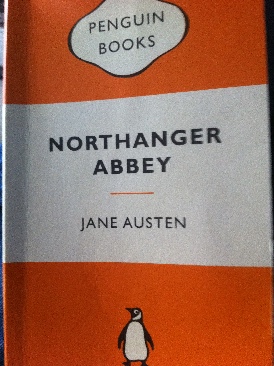 PENGUIN
BOOKS
NORTHANGER
ABBEY
JANE AUSTEN